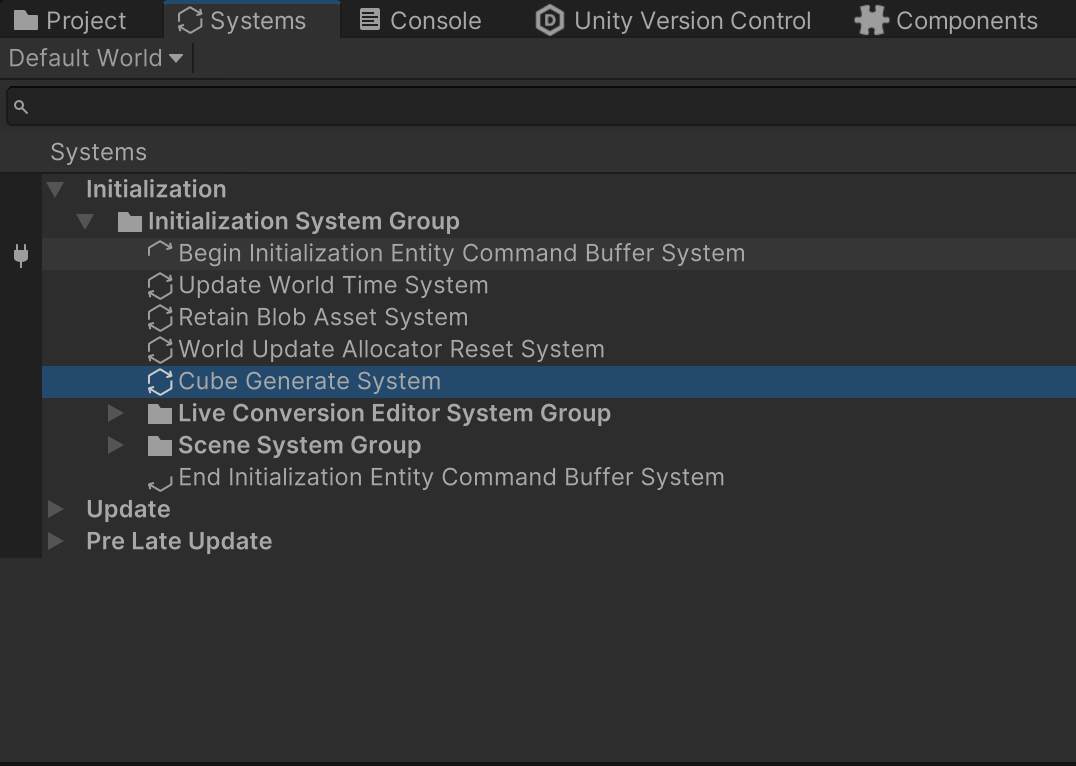 Project Systems Console Unity Version Control Components
Default World
Systems
Initialization
Initialization System Group
Begin Initialization Entity Command Buffer System
Update World Time System
Retain Blob Asset System
World Update Allocator Reset System
Cube Generate System
Live Conversion Editor System Group
Scene System Group
End Initialization Entity Command Buffer System
Update
Pre Late Update